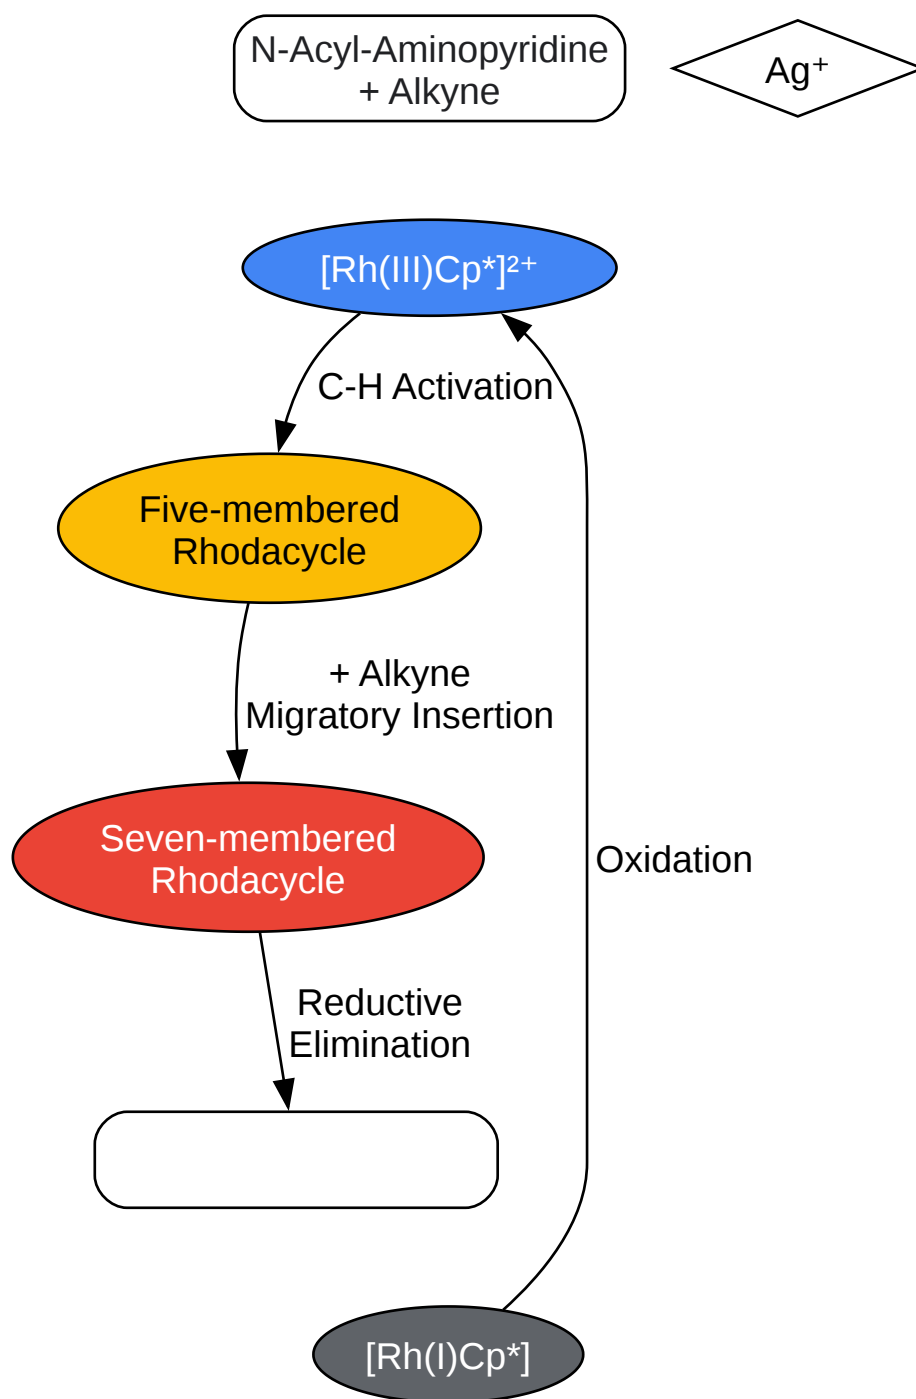 N-Acyl-Aminopyridine
+ Alkyne
Ag⁺
[Rh(III)Cp*]²⁺
C-H Activation
Five-membered
Rhodacycle
+ Alkyne
Migratory Insertion
Seven-membered
Rhodacycle
Oxidation
Reductive
Elimination
[Rh(I)Cp*]